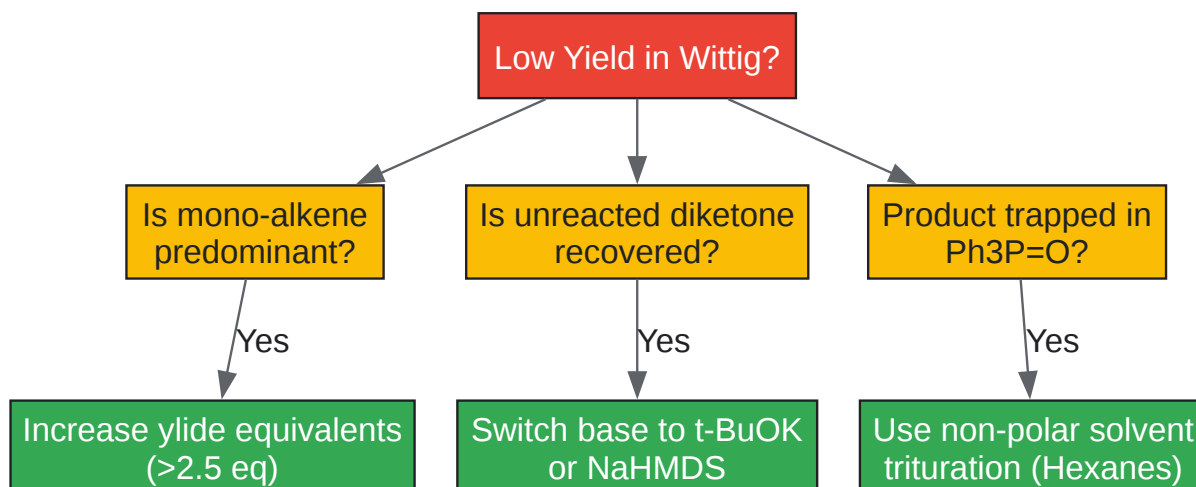 Low Yield in Wittig?
Is mono-alkene
predominant?
Is unreacted diketone
recovered?
Product trapped in
Ph3P=O?
Yes
Yes
Yes
Increase ylide equivalents
(>2.5 eq)
Switch base to t-BuOK
or NaHMDS
Use non-polar solvent
trituration (Hexanes)